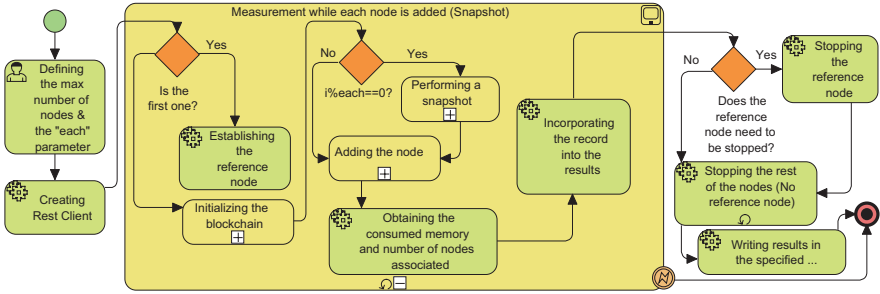 Measurement while each node is added (Snapshot)
Defining
the max
number of
nodes &
the "each"
parameter
Creating
Rest Client
Yes
Is the
first one?
Establishing
the
reference
node
Initializing the
blockchain
No
Yes
i%each==0?
Performing a
snapshot
Adding the node
Obtaining the
consumed memory
and number of nodes
associated
Incorporating
the record
into the
results
No
Yes
Does the
reference
node need to
be stopped?
Stopping
the
reference
node
Stopping the rest
of the nodes (No
reference node)
Writing results in
the specified ...